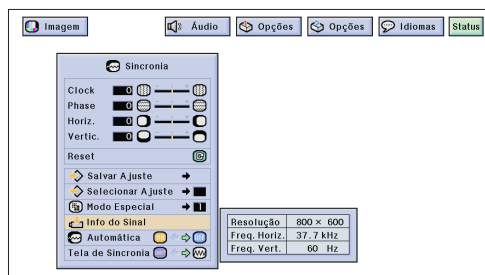 Imagem Áudio Opções Opções Idiomas Status
Sincronia
Clock 0
Phase 0
Horiz. 0
Vertic. 0
Reset
Salvar Ajuste
Selecionar Ajuste
Modo Especial 1
Info do Sinal
Automática
Tela de Sincronia
Resolução 800 × 600
Freq. Horiz. 37.7 kHz
Freq. Vert. 60 Hz